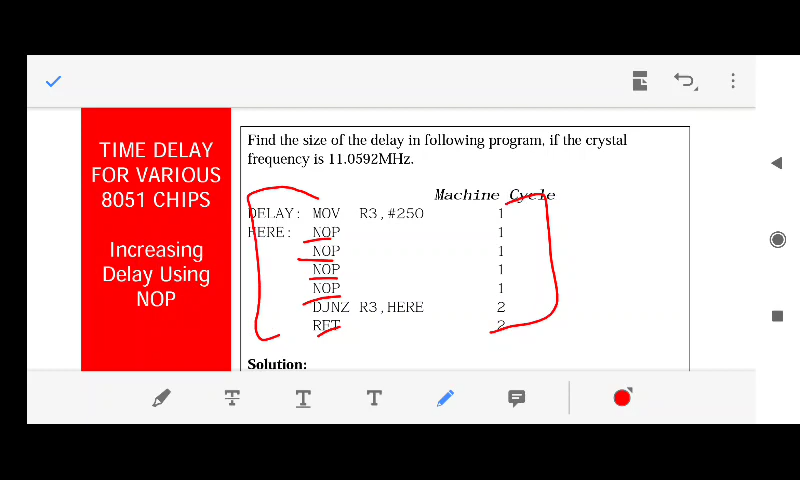 TIME DELAY
FOR VARIOUS
8051 CHIPS
Increasing
Delay Using
NOP
Find the size of the delay in following program, if the crystal
frequency is 11.0592MHz.
Machine Cycle
DELAY: MOV R3,#250 1
HERE: NOP 1
NOP 1
NOP 1
NOP 1
DJNZ R3,HERE 2
RET 2
Solution:
T T T